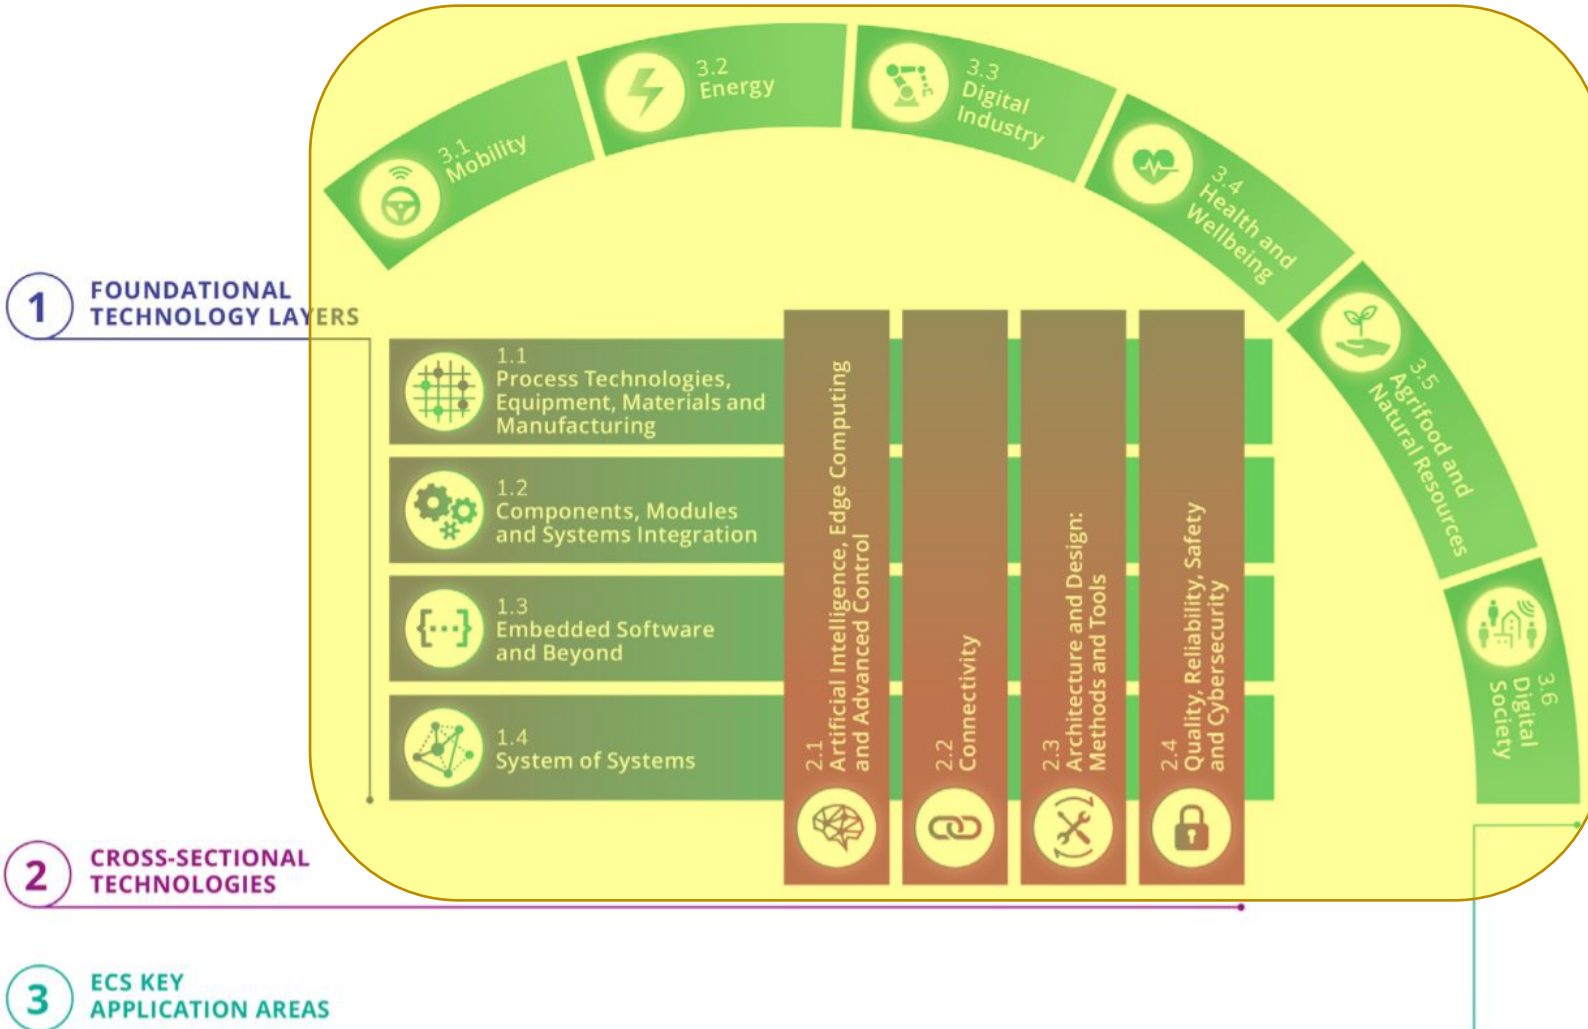 3.1
Mobility
3.2
Energy
3.3
Digital
Industry
3.4
Health and
Wellbeing
3.5
Agrifood and
Natural Resources
3.6
Digital
Society
1
FOUNDATIONAL
TECHNOLOGY LAYERS
1.1
Process Technologies,
Equipment, Materials and
Manufacturing
1.2
Components, Modules
and Systems Integration
1.3
Embedded Software
and Beyond
1.4
System of Systems
2.1
Artificial Intelligence, Edge Computing
and Advanced Control
2.2
Connectivity
2.3
Architecture and Design:
Methods and Tools
2.4
Quality, Reliability, Safety
and Cybersecurity
2
CROSS-SECTIONAL
TECHNOLOGIES
3
ECS KEY
APPLICATION AREAS